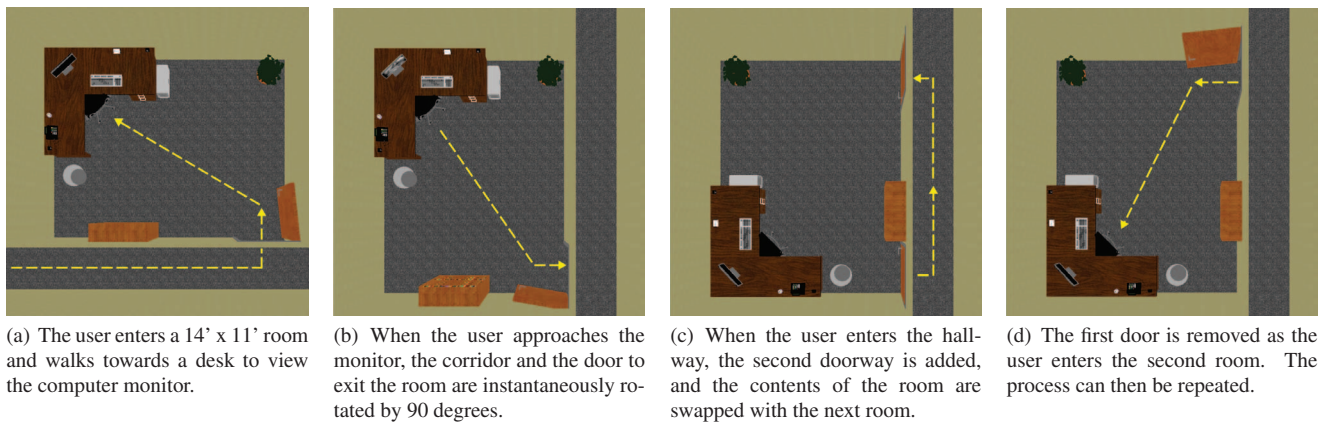 (a) The user enters a 14’ x 11’ room
and walks towards a desk to view
the computer monitor.
(b) When the user approaches the
monitor, the corridor and the door to
exit the room are instantaneously ro-
tated by 90 degrees.
(c) When the user enters the hall-
way, the second doorway is added,
and the contents of the room are
swapped with the next room.
(d) The first door is removed as the
user enters the second room. The
process can then be repeated.